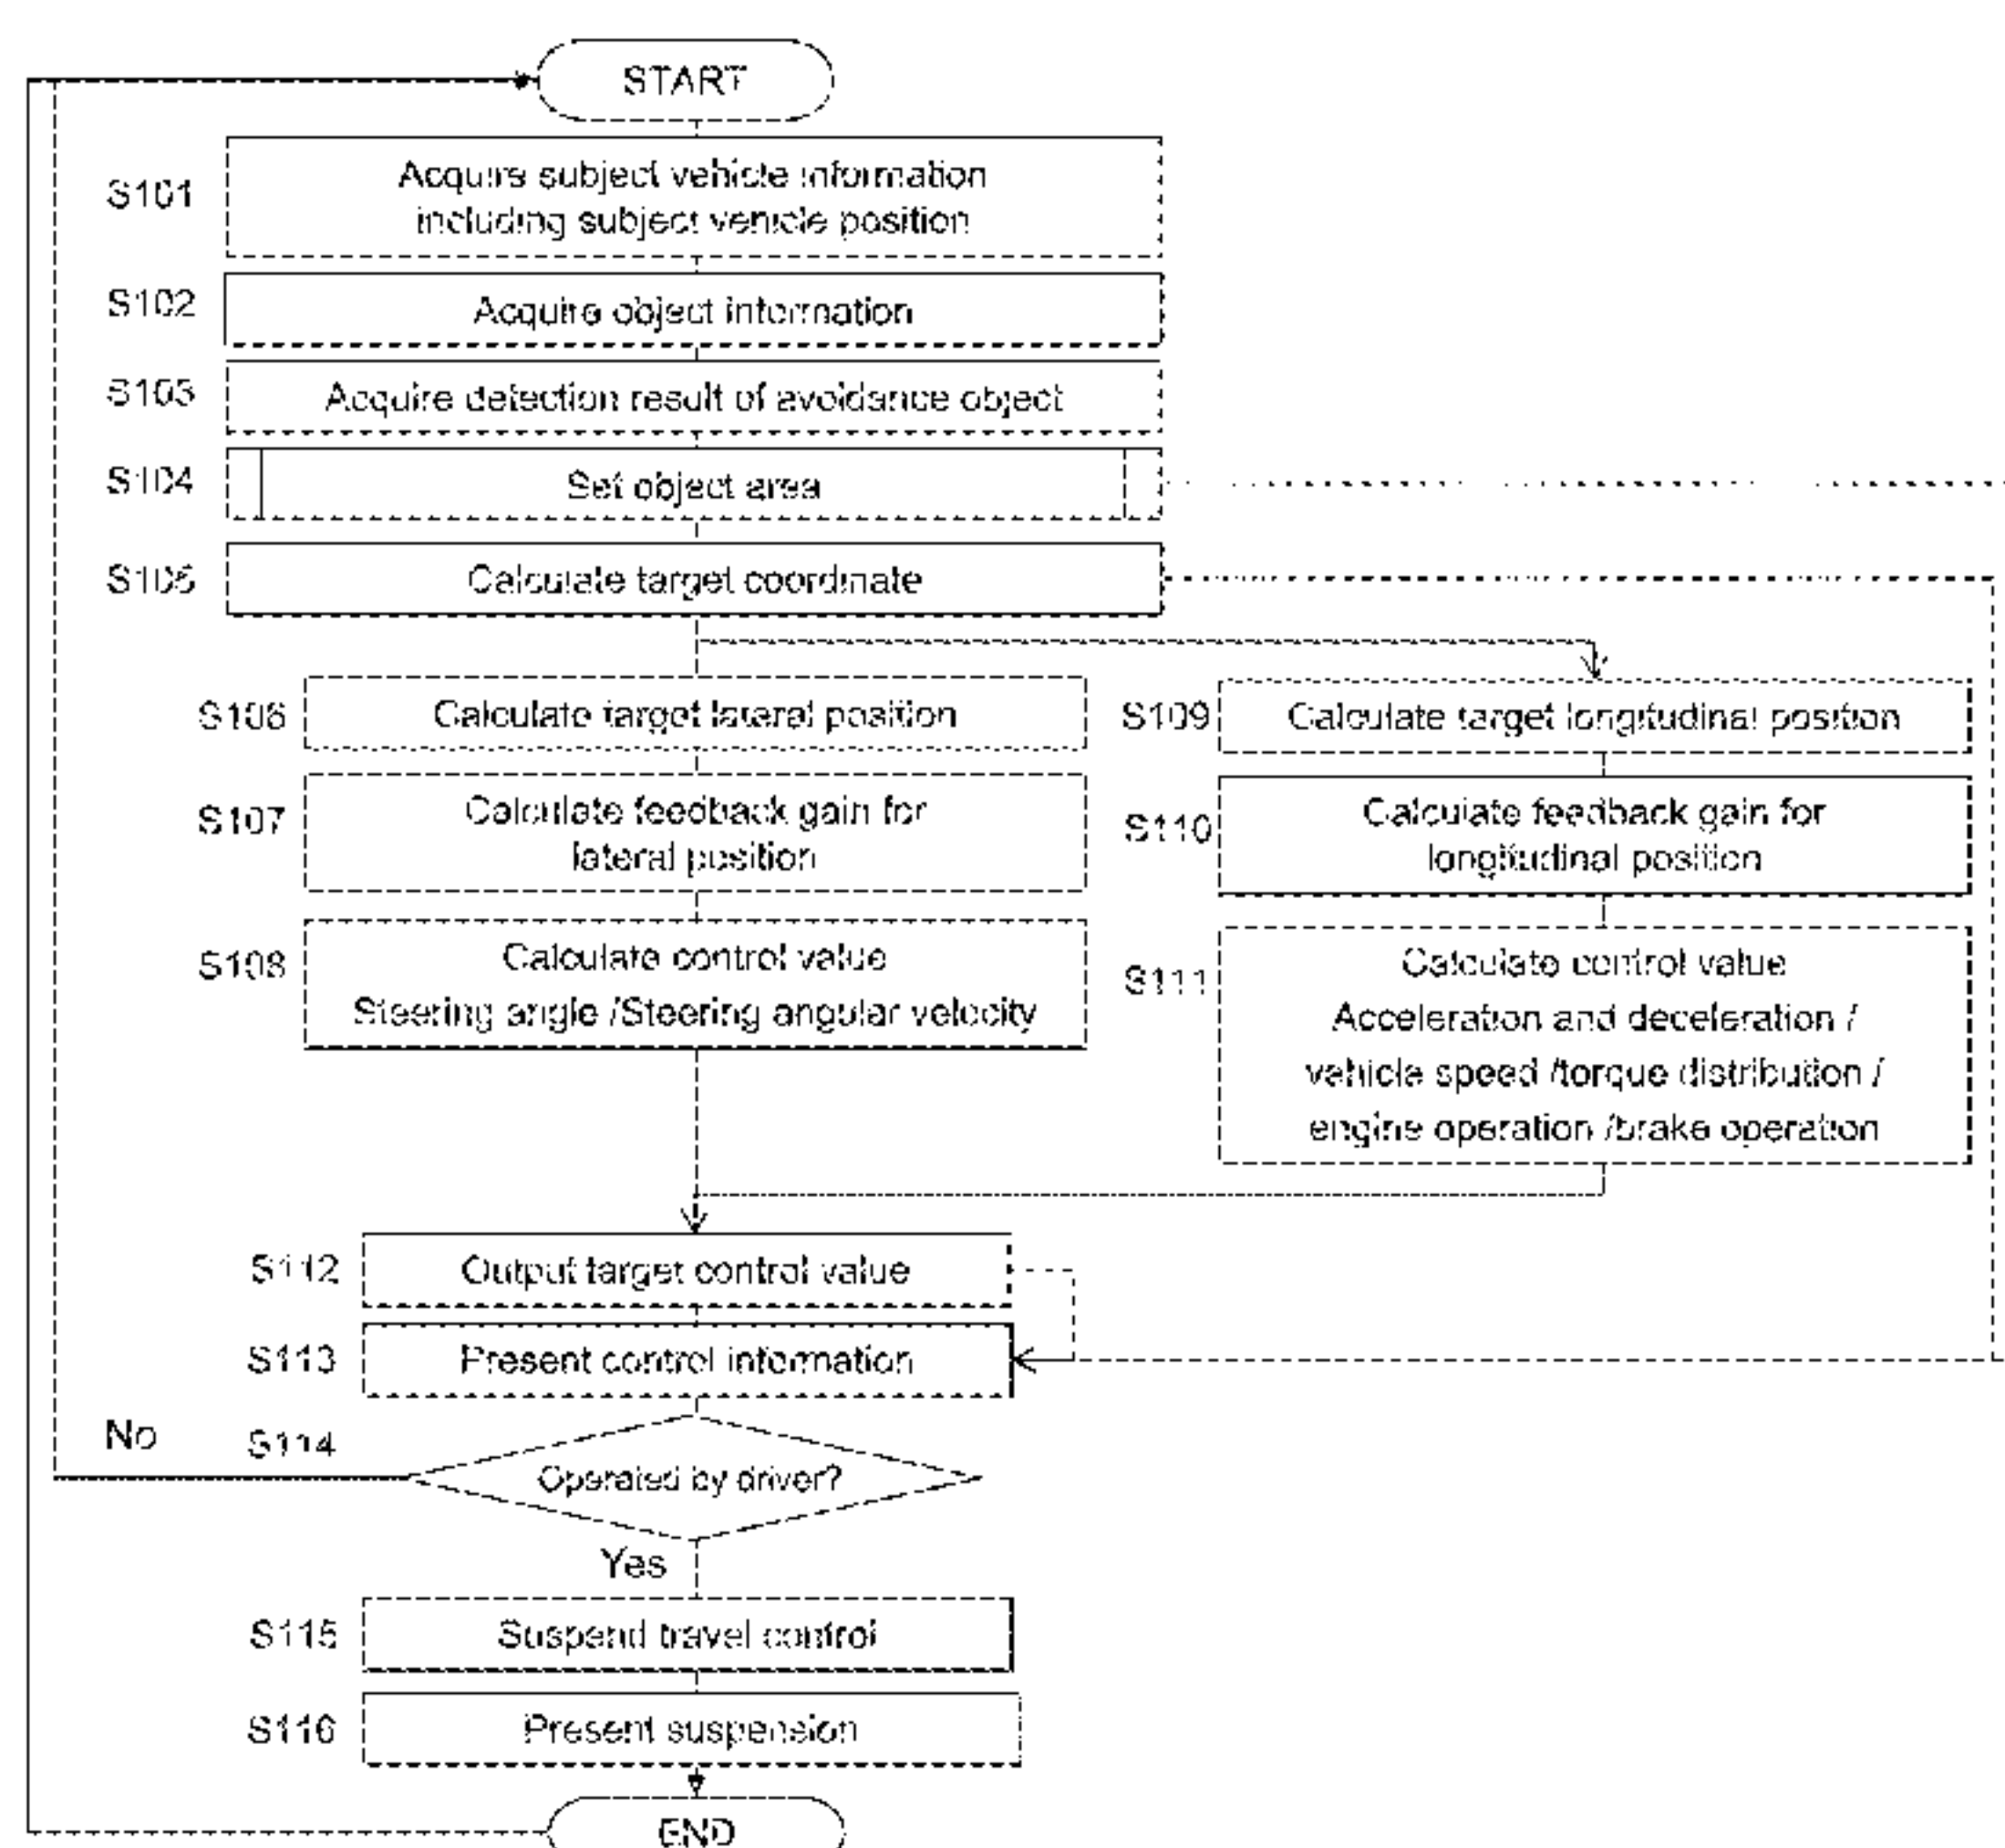 START
S101
Acquire subject vehicle information
including subject vehicle position
S102
Acquire object information
S103
Acquire detection result of avoidance object
S104
Set object area
S105
Calculate target coordinate
S106
Calculate target lateral position
S107
Calculate feedback gain for
lateral position
S108
Calculate control value
Steering angle /Steering angular velocity
S109
Calculate target longitudinal position
S110
Calculate feedback gain for
longitudinal position
S111
Calculate control value
Acceleration and deceleration /
vehicle speed /torque distribution /
engine operation /brake operation
S112
Output target control value
S113
Present control information
No
S114
Operated by driver?
Yes
S115
Suspend travel control
S116
Present suspension
END